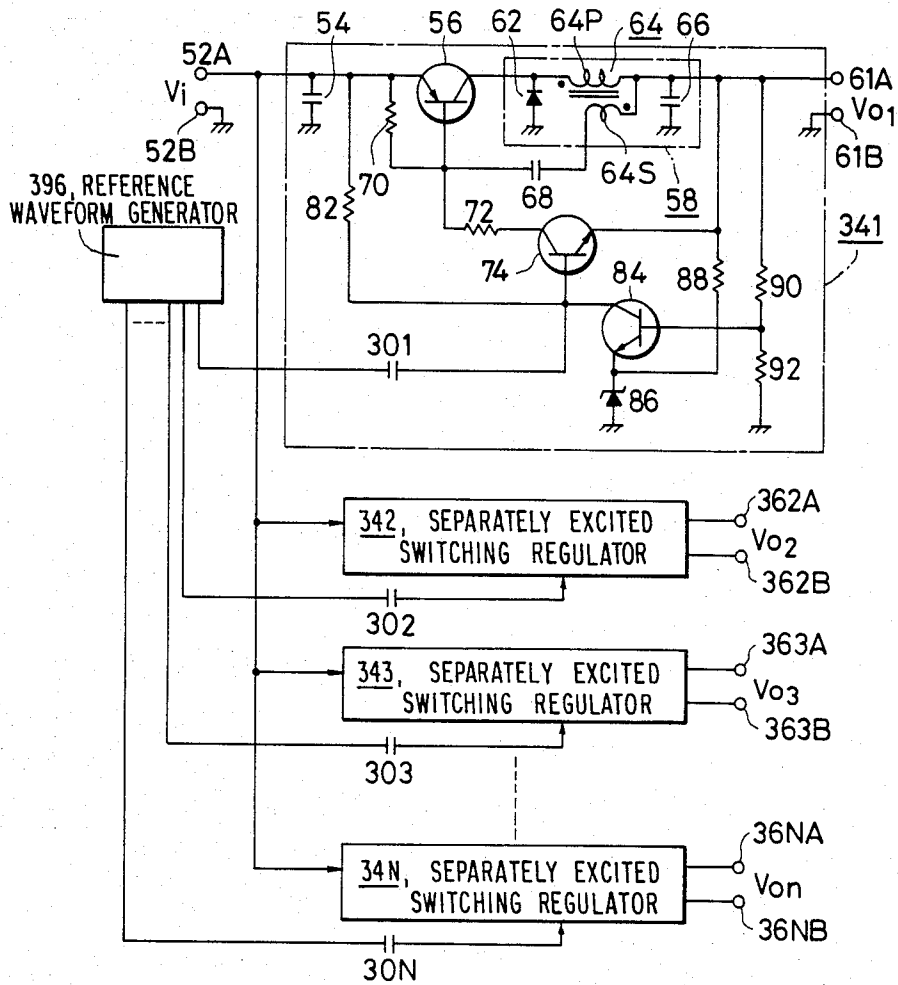 54
56
62
64P
64
66
52A
Vi
52B
61A
Vo1
61B
70
68
64S
58
396, REFERENCE
WAVEFORM GENERATOR
82
72
74
84
88
90
341
301
86
92
342, SEPARATELY EXCITED
SWITCHING REGULATOR
362A
Vo2
362B
302
343, SEPARATELY EXCITED
SWITCHING REGULATOR
363A
Vo3
363B
303
34N, SEPARATELY EXCITED
SWITCHING REGULATOR
36NA
Von
36NB
30N